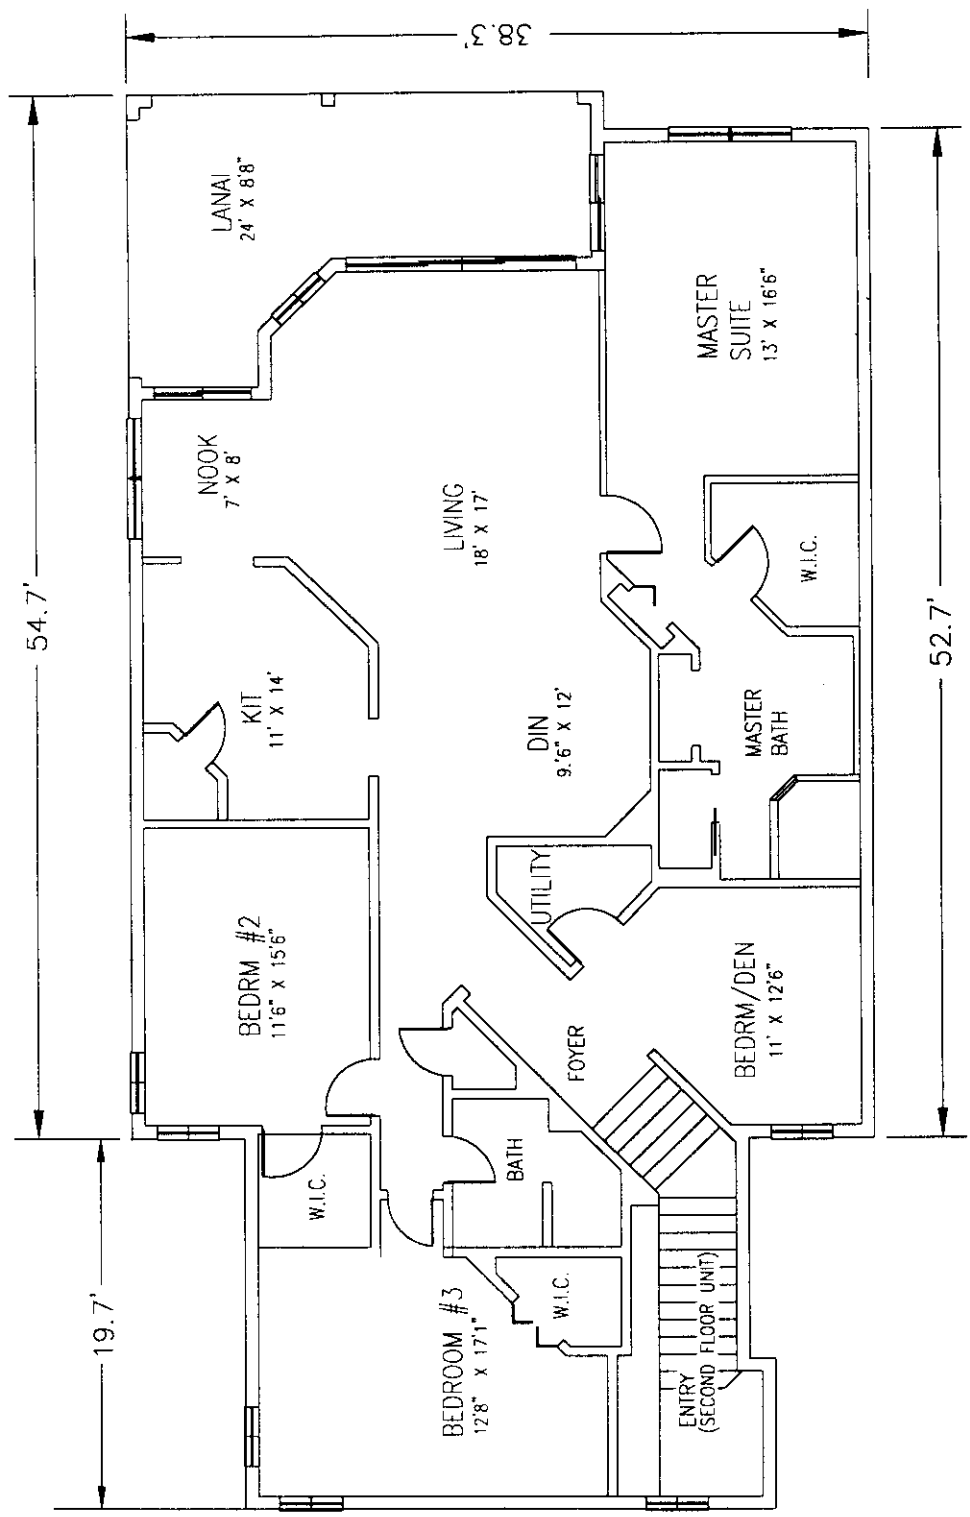 38.3'
54.7'
52.7'
19.7'
LANAI
24' X 8'8"
NOOK
7' X 8'
MASTER
SUITE
13' X 16'6"
LIVING
18' X 17'
W.I.C.
KIT
11' X 14'
DIN
9.'6" X 12'
MASTER
BATH
UTILITY
BEDRM #2
11'6" X 15'6"
FOYER
BEDRM/DEN
11' X 12'6"
W.I.C.
BATH
BEDROOM #3
12'8" X 17'1"
W.I.C.
ENTRY
(SECOND FLOOR UNIT)